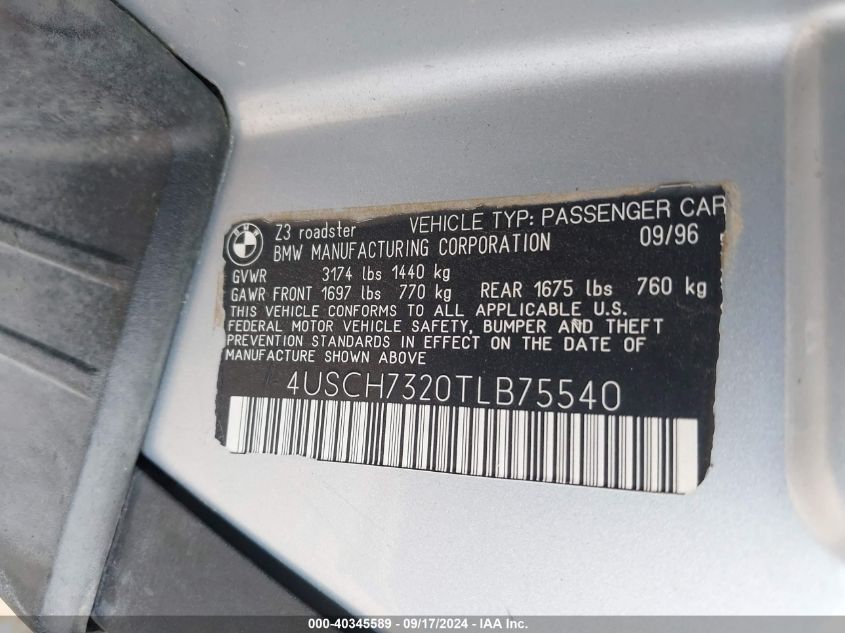 BMW
Z3 roadster VEHICLE TYP: PASSENGER CAR
BMW MANUFACTURING CORPORATION 09/96
GVWR 3174 lbs 1440 kg
GAWR FRONT 1697 lbs 770 kg REAR 1675 lbs 760 kg
THIS VEHICLE CONFORMS TO ALL APPLICABLE U.S.
FEDERAL MOTOR VEHICLE SAFETY, BUMPER AND THEFT
PREVENTION STANDARDS IN EFFECT ON THE DATE OF
MANUFACTURE SHOWN ABOVE
4USCH7320TLB75540
000-40345589 - 09/17/2024 - IAA Inc.